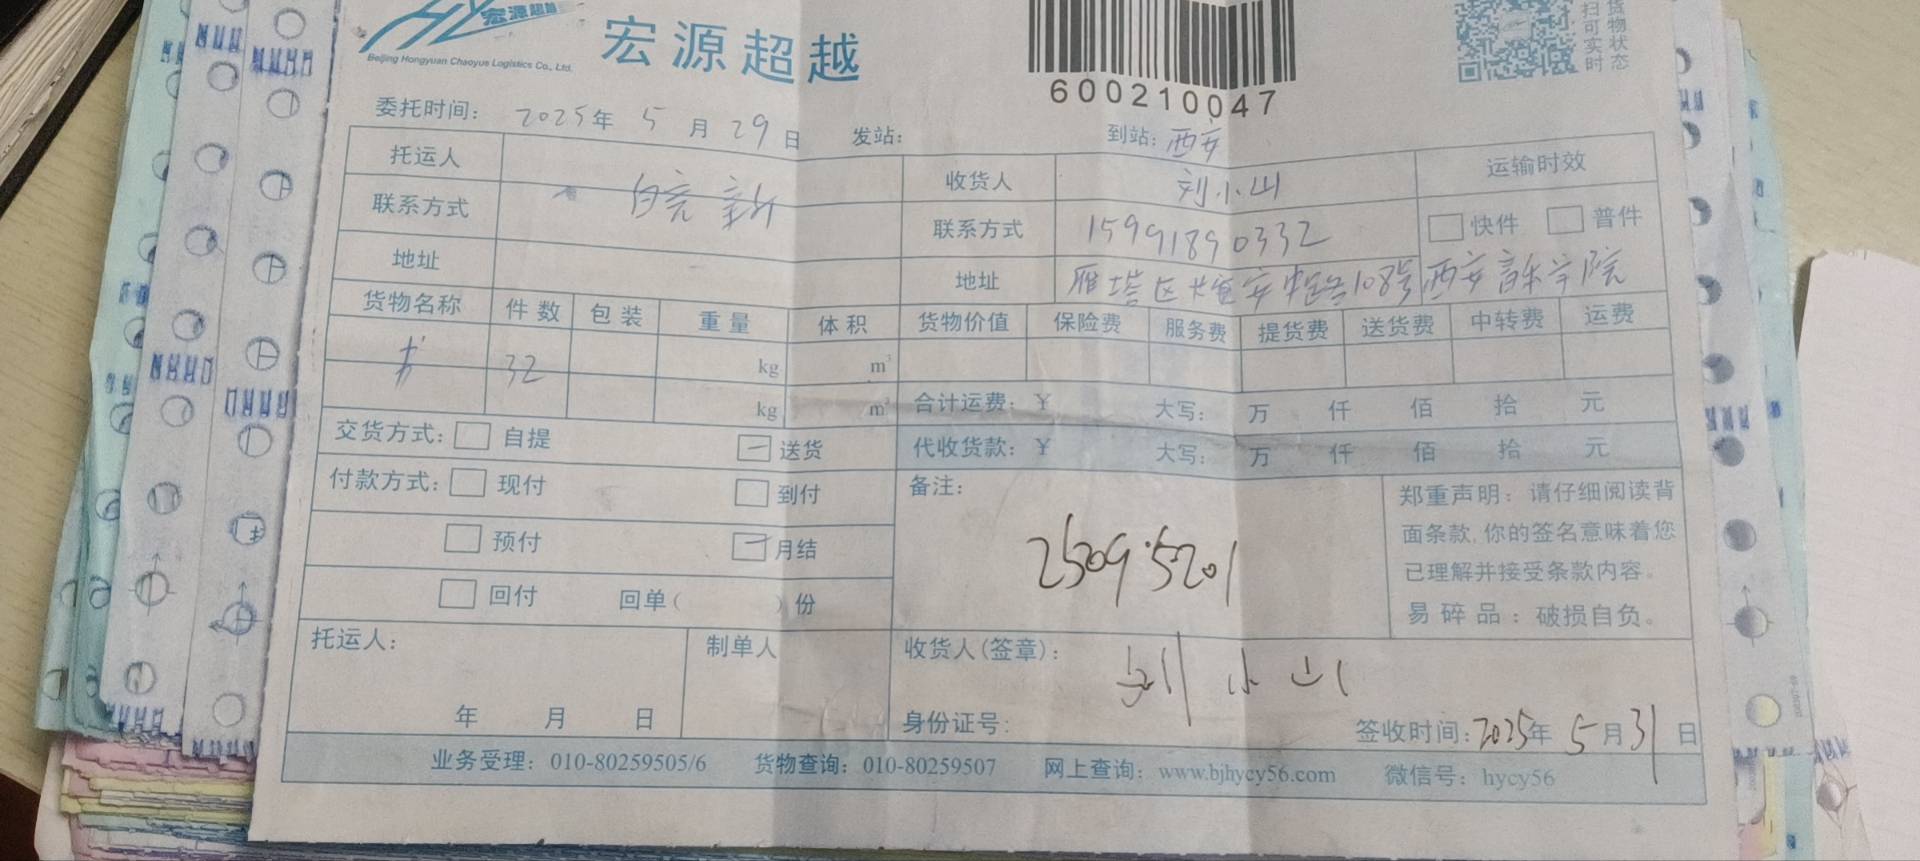 宏源超越
Beijing Hongyuan Chaoyue Logistics Co., Ltd.
宏源超越
600210047
扫可实时
货物状态
委托时间: 2025年 5月 29日 发站: 到站: 西安
托运人 收货人 刘小山 运输时效
联系方式 联系方式 15991890332 快件 普件
地址 地址 雁塔区长安中路108号西安音乐学院
货物名称 件数 包装 重量 体积 货物价值 保险费 服务费 提货费 送货费 中转费 运费
书 32 kg m³
kg m³ 合计运费: ¥ 大写: 万 仟 佰 拾 元
交货方式: 自提 送货 代收货款: ¥ 大写: 万 仟 佰 拾 元
付款方式: 现付 到付 备注:
预付 月结 2509.5201
回付 回单( )份
郑重声明: 请仔细阅读背
面条款,你的签名意味着您
已理解并接受条款内容。
易碎品: 破损自负。
托运人: 制单人 收货人(签章): 刘小山
年 月 日 身份证号: 签收时间: 2025年 5月 31日
业务受理: 010-80259505/6 货物查询: 010-80259507 网上查询: www.bjhycy56.com 微信号: hycy56